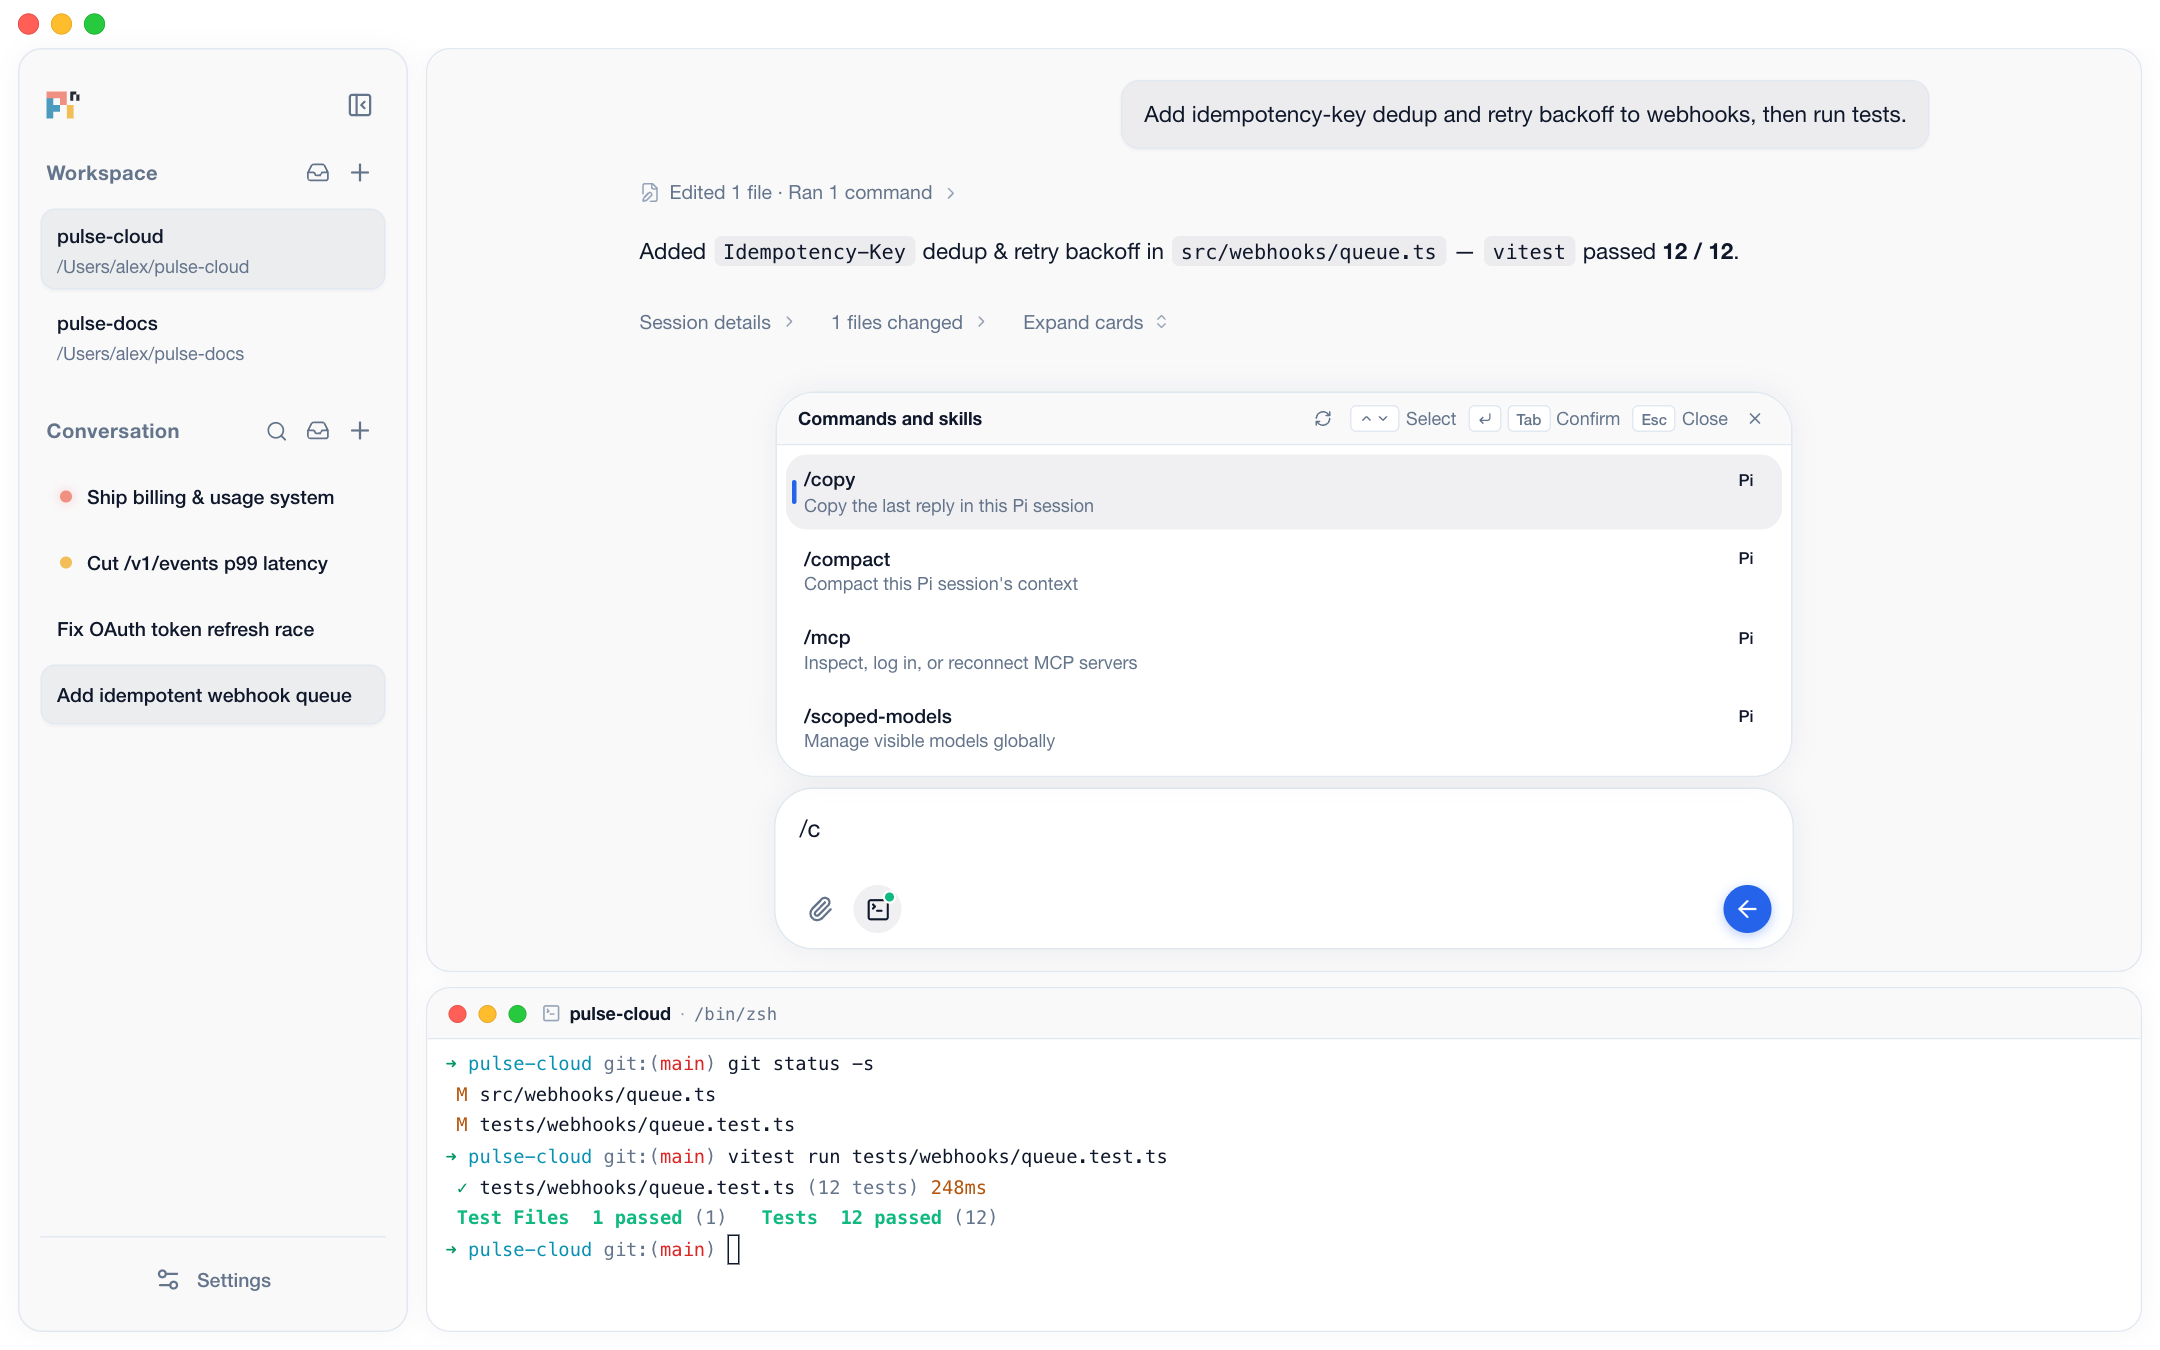 Workspace
pulse-cloud
/Users/alex/pulse-cloud
pulse-docs
/Users/alex/pulse-docs
Conversation
Ship billing & usage system
Cut /v1/events p99 latency
Fix OAuth token refresh race
Add idempotent webhook queue
Settings
Add idempotency-key dedup and retry backoff to webhooks, then run tests.
Edited 1 file · Ran 1 command
Added Idempotency-Key dedup & retry backoff in src/webhooks/queue.ts — vitest passed 12 / 12.
Session details 1 files changed Expand cards
Commands and skills Select Tab Confirm Esc Close
/copy Pi
Copy the last reply in this Pi session
/compact Pi
Compact this Pi session's context
/mcp Pi
Inspect, log in, or reconnect MCP servers
/scoped-models Pi
Manage visible models globally
/c
pulse-cloud · /bin/zsh
➜ pulse-cloud git:(main) git status -s
M src/webhooks/queue.ts
M tests/webhooks/queue.test.ts
➜ pulse-cloud git:(main) vitest run tests/webhooks/queue.test.ts
✓ tests/webhooks/queue.test.ts (12 tests) 248ms
Test Files 1 passed (1) Tests 12 passed (12)
➜ pulse-cloud git:(main)